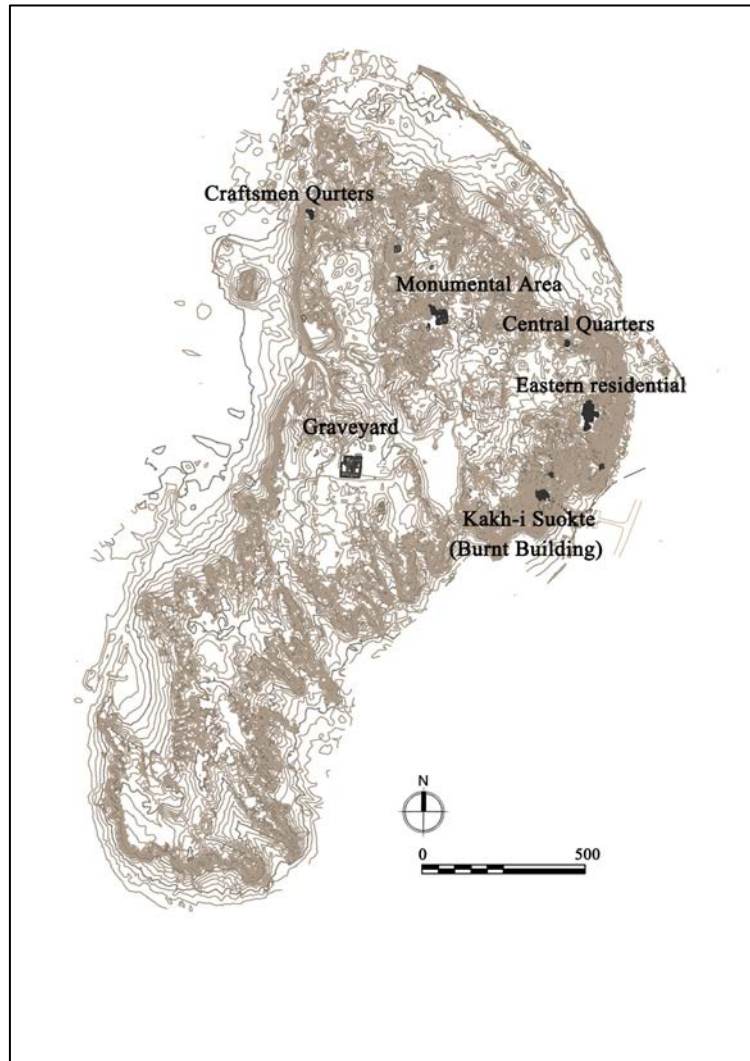 Craftsmen Qurters
Monumental Area
Central Quarters
Eastern residential
Graveyard
Kakh-i Suokte
(Burnt Building)
N
0 500